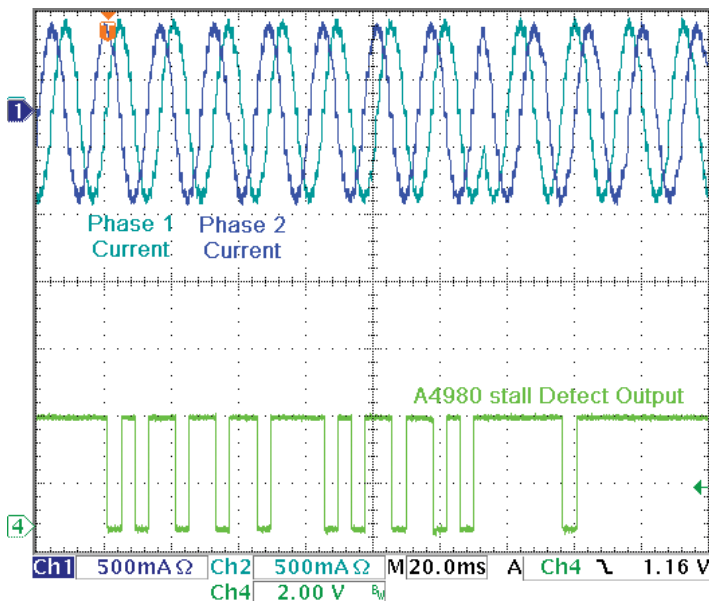 T
1
Phase 1
Current
Phase 2
Current
A4980 stall Defect Output
4
Ch1 500mA Ω Ch2 500mA Ω M 20.0ms A Ch4 1.16 V
Ch4 2.00 V BW